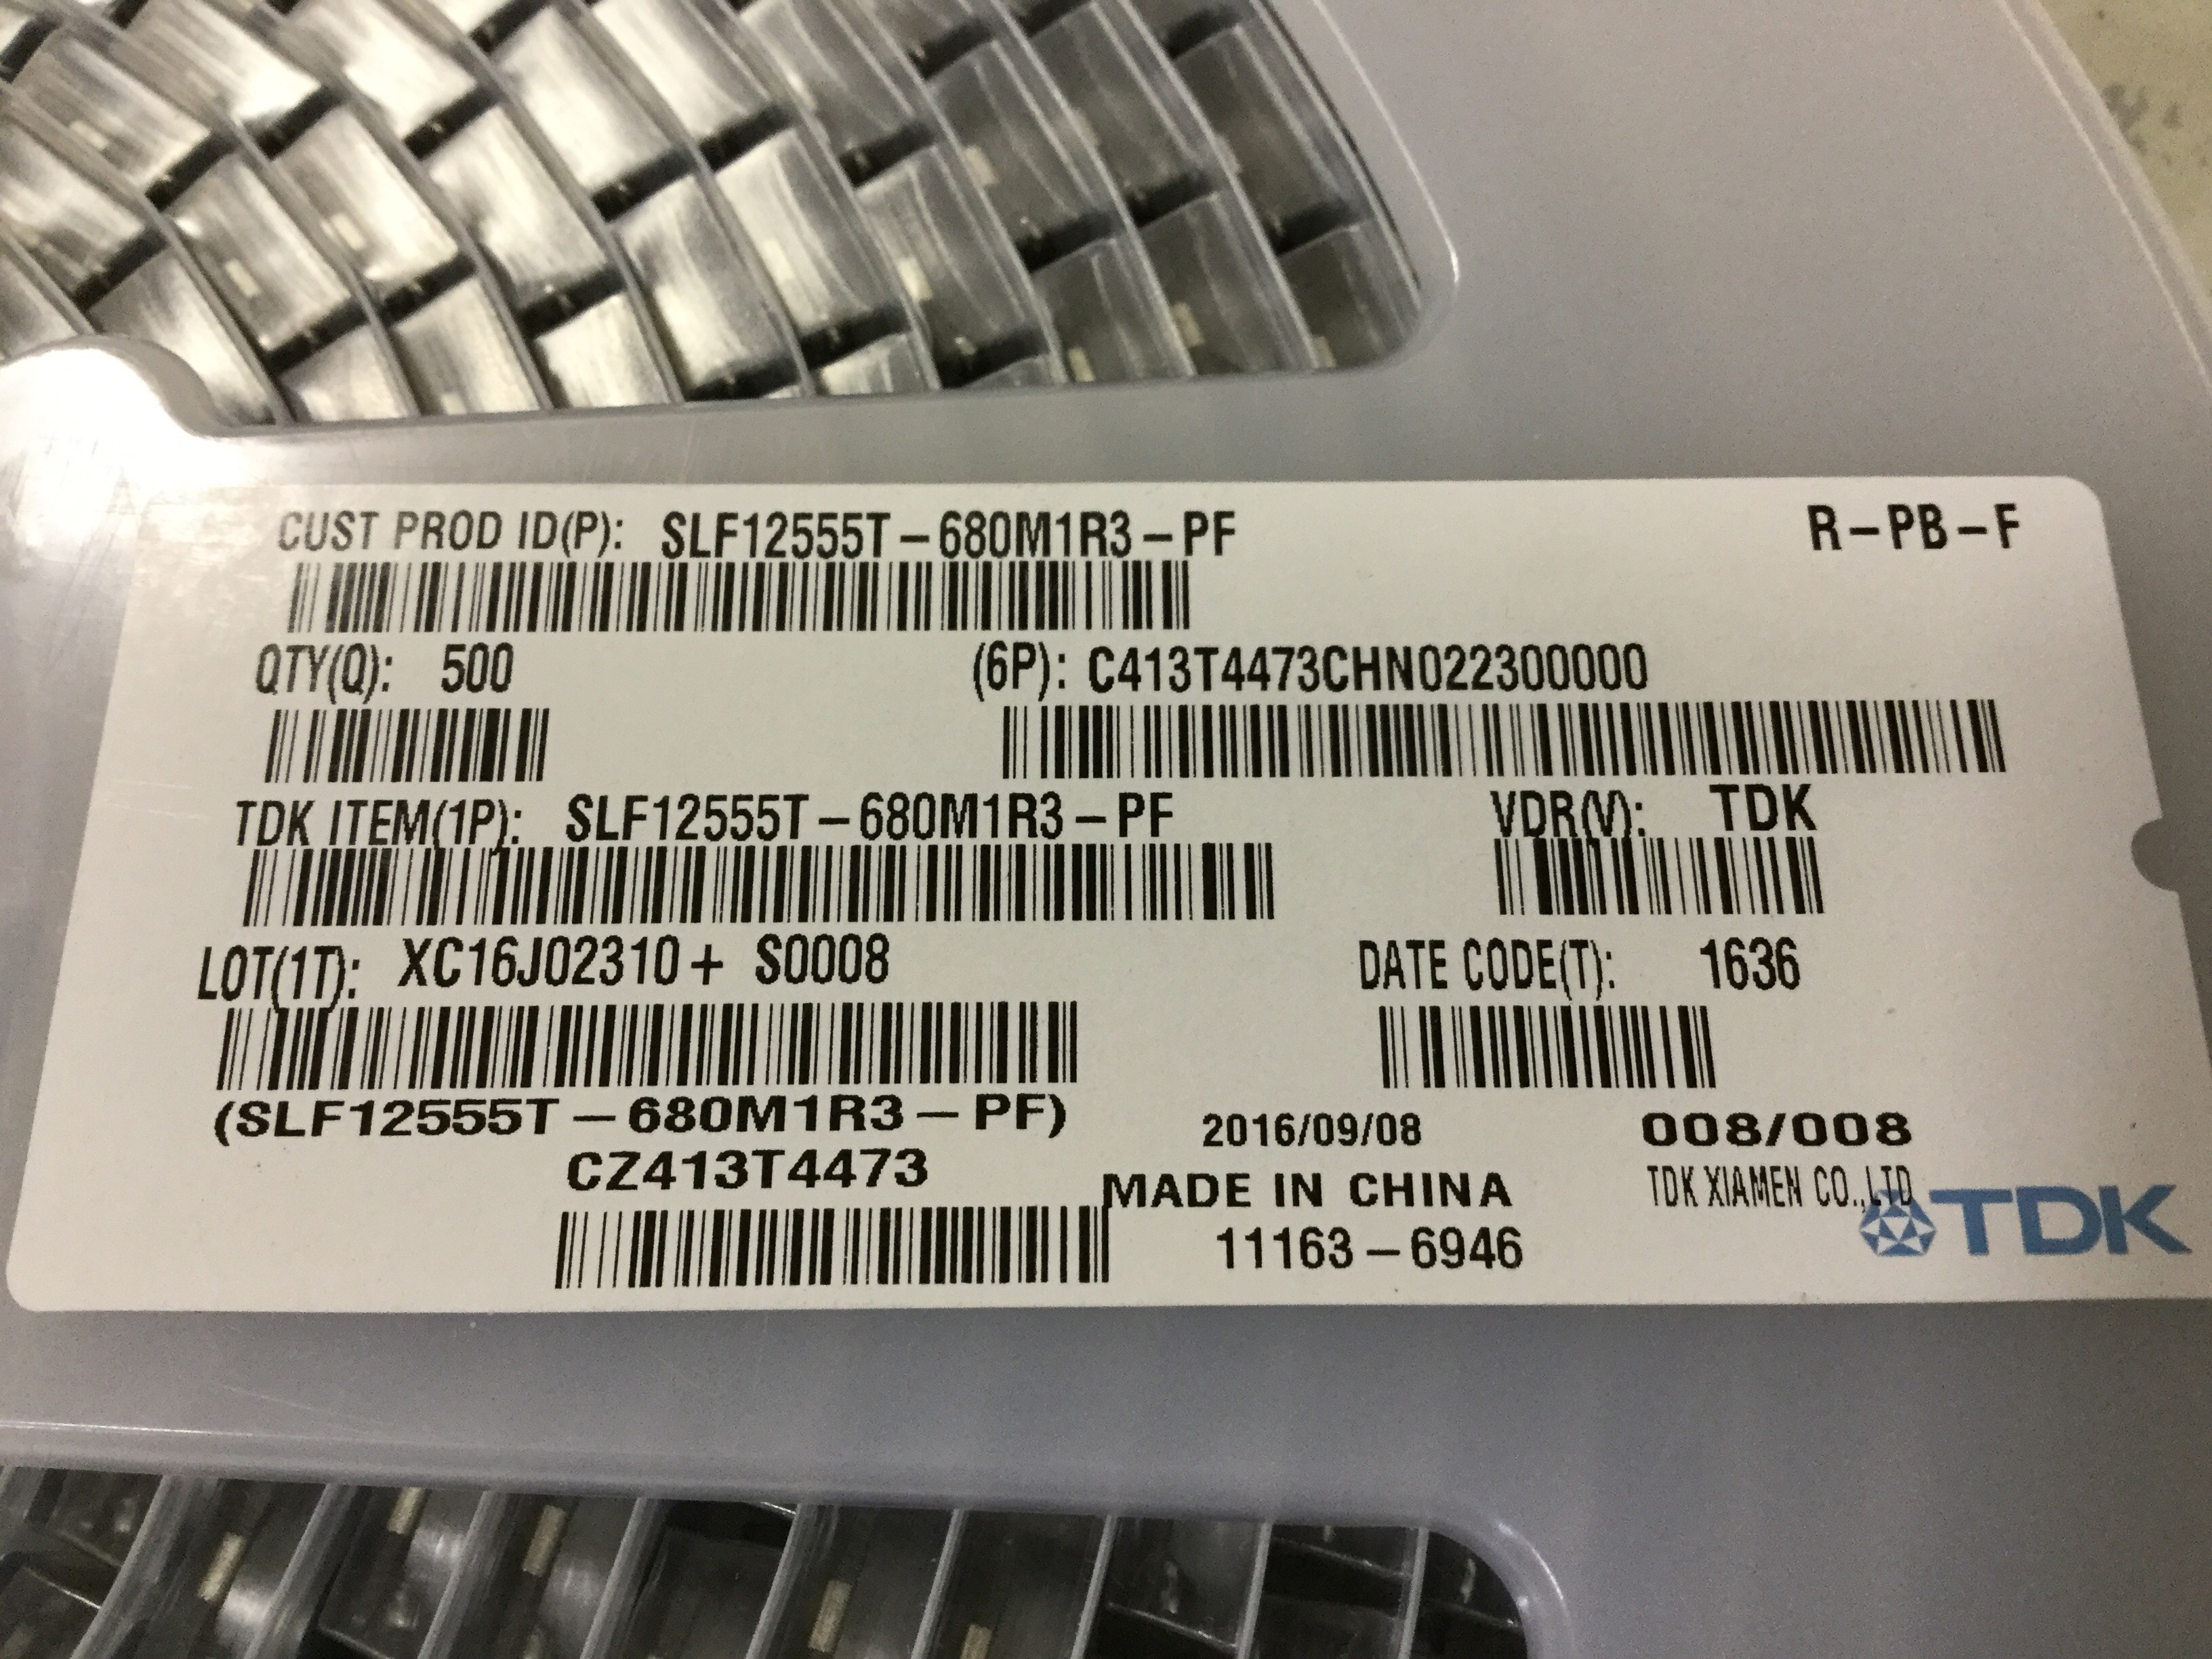 CUST PROD ID(P): SLF12555T-680M1R3-PF
R-PB-F
QTY(Q): 500
(6P): C413T4473CHN022300000
TDK ITEM(1P): SLF12555T-680M1R3-PF
VDR(V): TDK
LOT(1T): XC16J02310+ S0008
DATE CODE(T): 1636
(SLF12555T-680M1R3-PF)
2016/09/08
008/008
CZ413T4473
MADE IN CHINA
TDK XIAMEN CO.,LTD
11163-6946
TDK